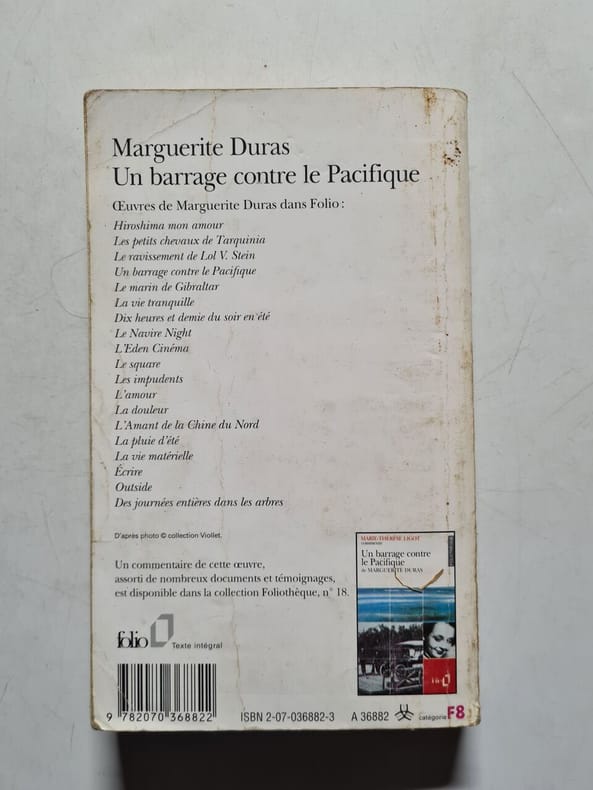 Marguerite Duras
Un barrage contre le Pacifique
Œuvres de Marguerite Duras dans Folio :
Hiroshima mon amour
Les petits chevaux de Tarquinia
Le ravissement de Lol V. Stein
Un barrage contre le Pacifique
Le marin de Gibraltar
La vie tranquille
Dix heures et demie du soir en été
Le Navire Night
L'Eden Cinéma
Le square
Les impudents
L'amour
La douleur
L'Amant de la Chine du Nord
La pluie d'été
La vie matérielle
Écrire
Outside
Des journées entières dans les arbres
D'après photo © collection Viollet.
Un commentaire de cette œuvre,
assorti de nombreux documents et témoignages,
est disponible dans la collection Foliothèque, n° 18.
MARIE-THÉRÈSE LIGOT
commente
Un barrage contre
le Pacifique
de MARGUERITE DURAS
folio
Texte intégral
9 782070 368822
ISBN 2-07-036882-3 A 36882 catégorie F8